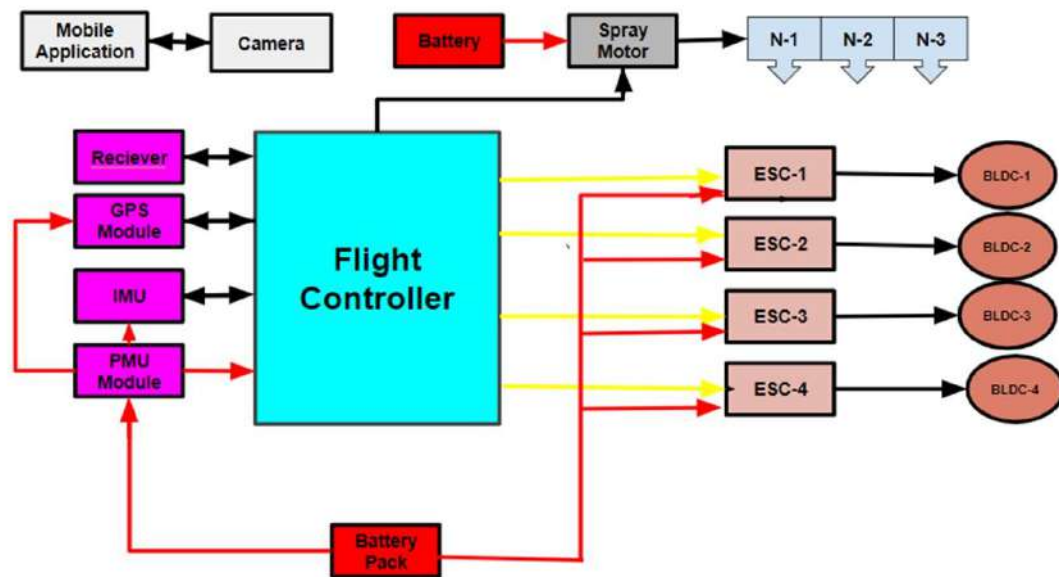 Mobile
Application
Camera
Battery
Spray
Motor
N-1
N-2
N-3
Reciever
GPS
Module
IMU
PMU
Module
Flight
Controller
ESC-1
ESC-2
ESC-3
ESC-4
BLDC-1
BLDC-2
BLDC-3
BLDC-4
Battery
Pack